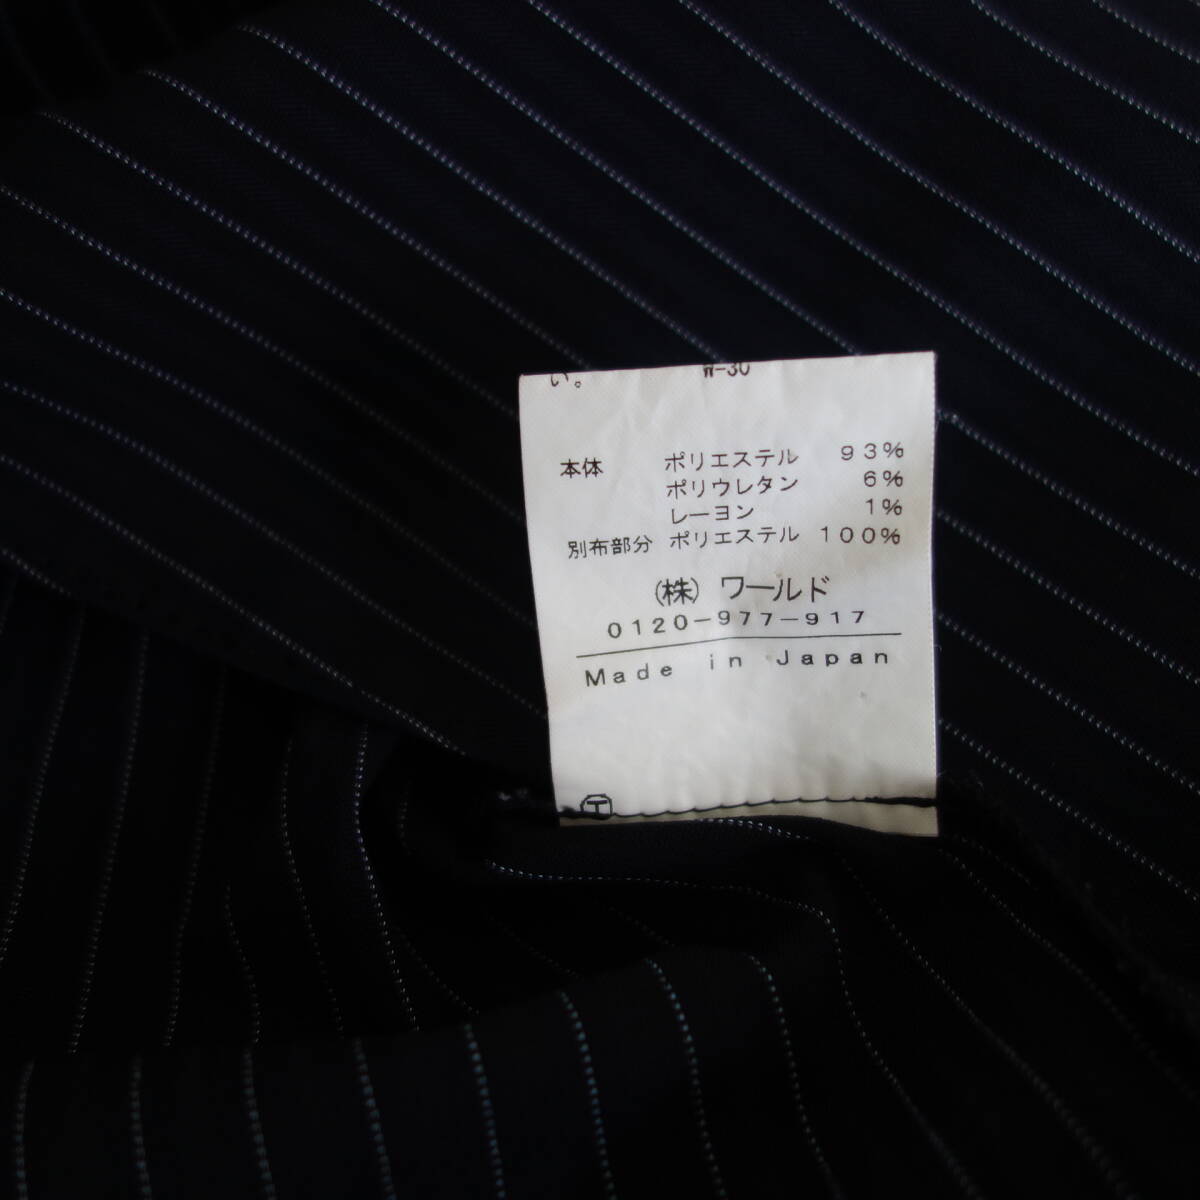 い。 W-30
本体 ポリエステル 93%
ポリウレタン 6%
レーヨン 1%
別布部分 ポリエステル 100%
(株) ワールド
0120-977-917
Made in Japan
T